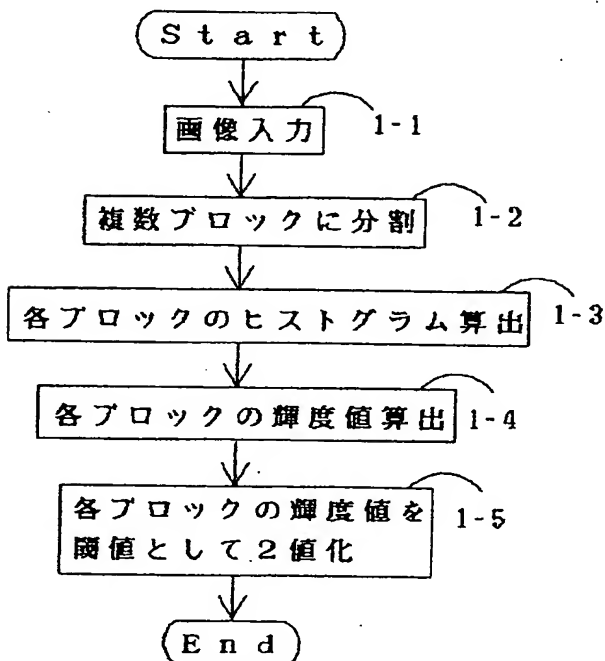 Start
画像入力
1-1
複数ブロックに分割
1-2
各ブロックのヒストグラム算出
1-3
各ブロックの輝度値算出
1-4
各ブロックの輝度値を
閾値として2値化
1-5
End